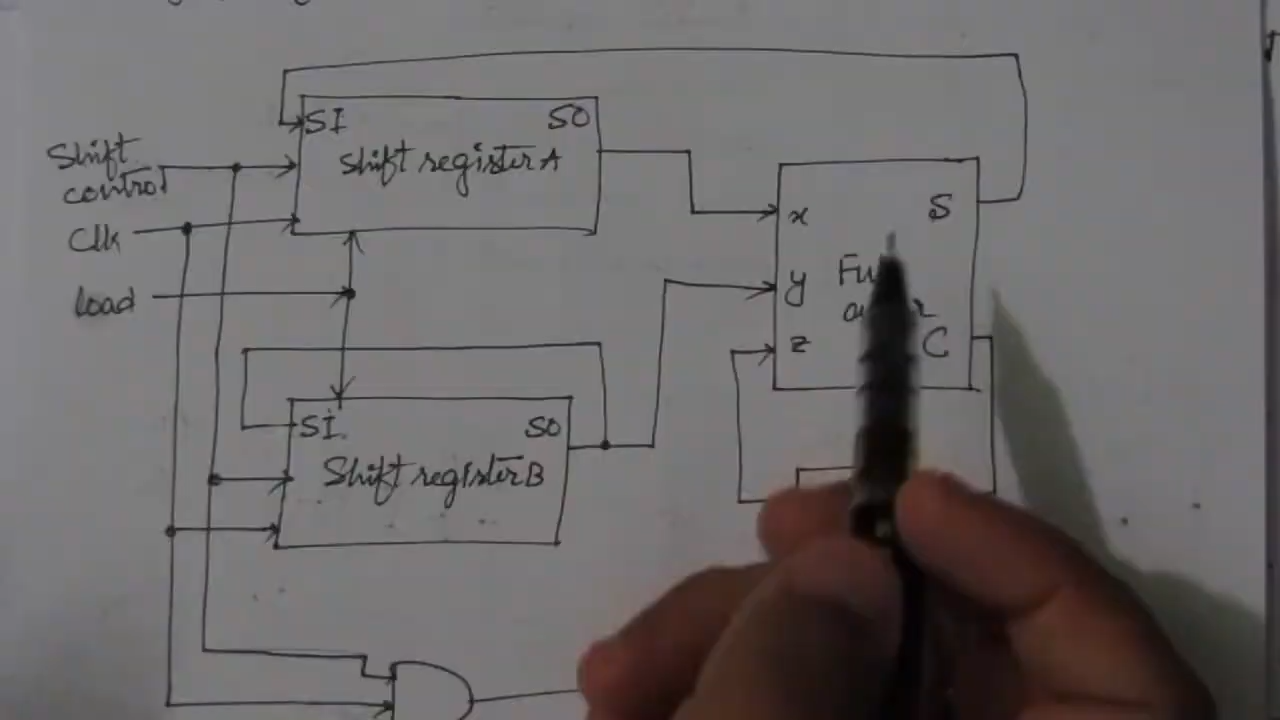 SI
SO
Shift register A
Shift
control
Clk
load
x
S
y
z
C
SI
SO
Shift register B